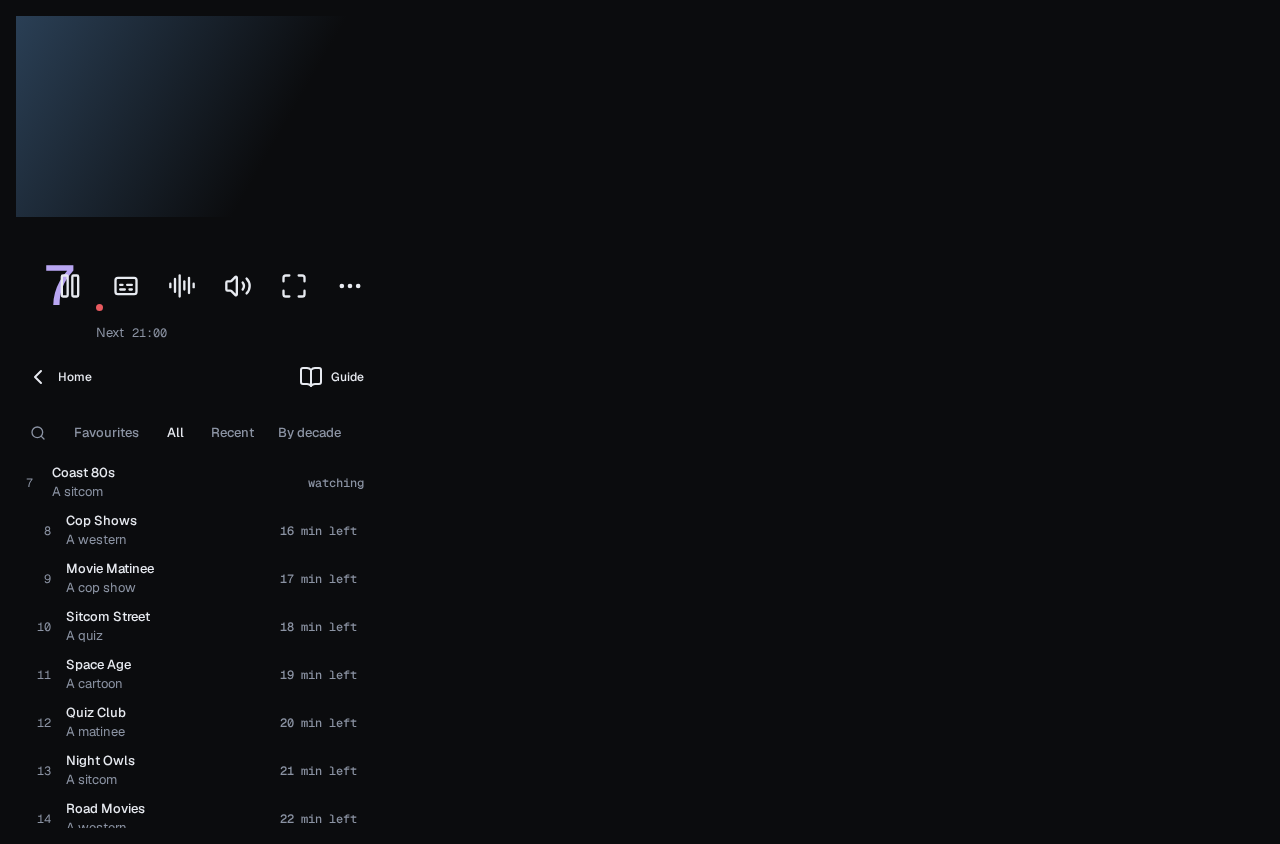 7
Next 21:00
Home
Guide
Favourites All Recent By decade
7 Coast 80s watching
A sitcom
8 Cop Shows 16 min left
A western
9 Movie Matinee 17 min left
A cop show
10 Sitcom Street 18 min left
A quiz
11 Space Age 19 min left
A cartoon
12 Quiz Club 20 min left
A matinee
13 Night Owls 21 min left
A sitcom
14 Road Movies 22 min left
A western